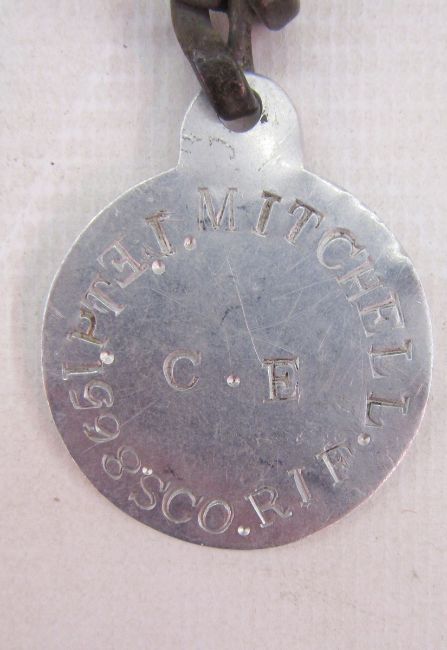 PTE J. MITCHELL.
C . E
SCO. RIF.